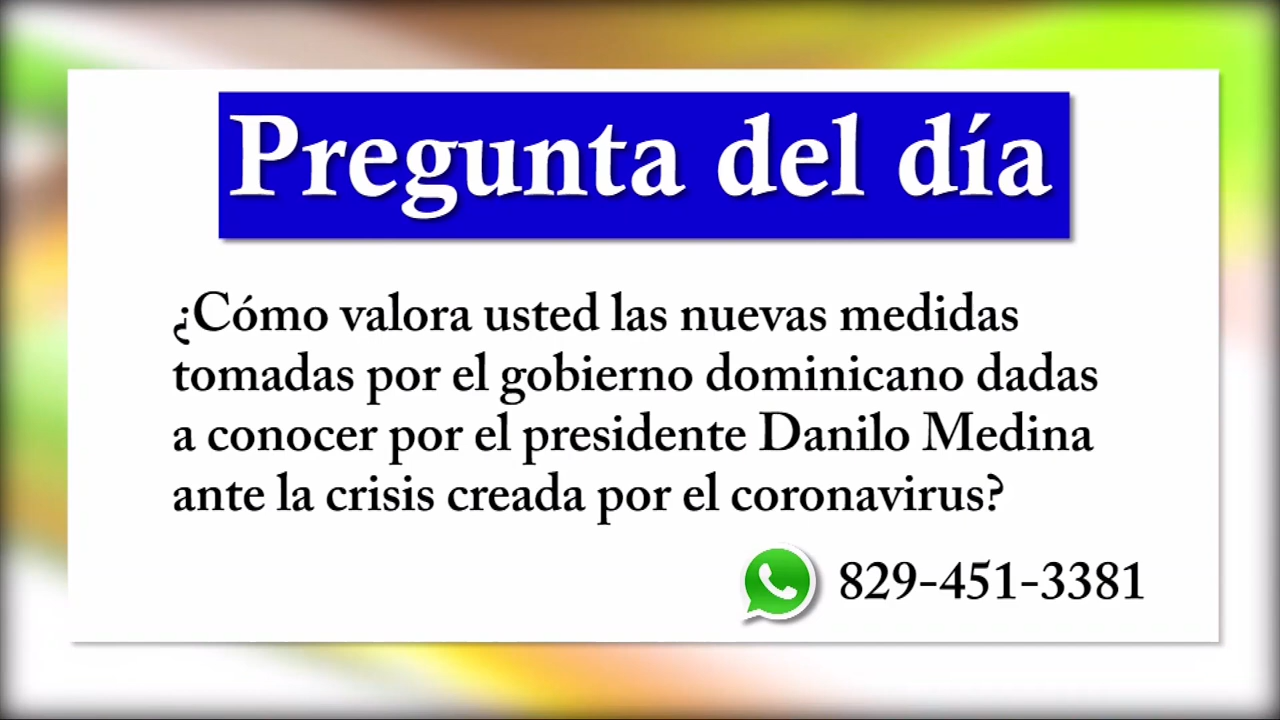 Pregunta del día
¿Cómo valora usted las nuevas medidas
tomadas por el gobierno dominicano dadas
a conocer por el presidente Danilo Medina
ante la crisis creada por el coronavirus?
829-451-3381